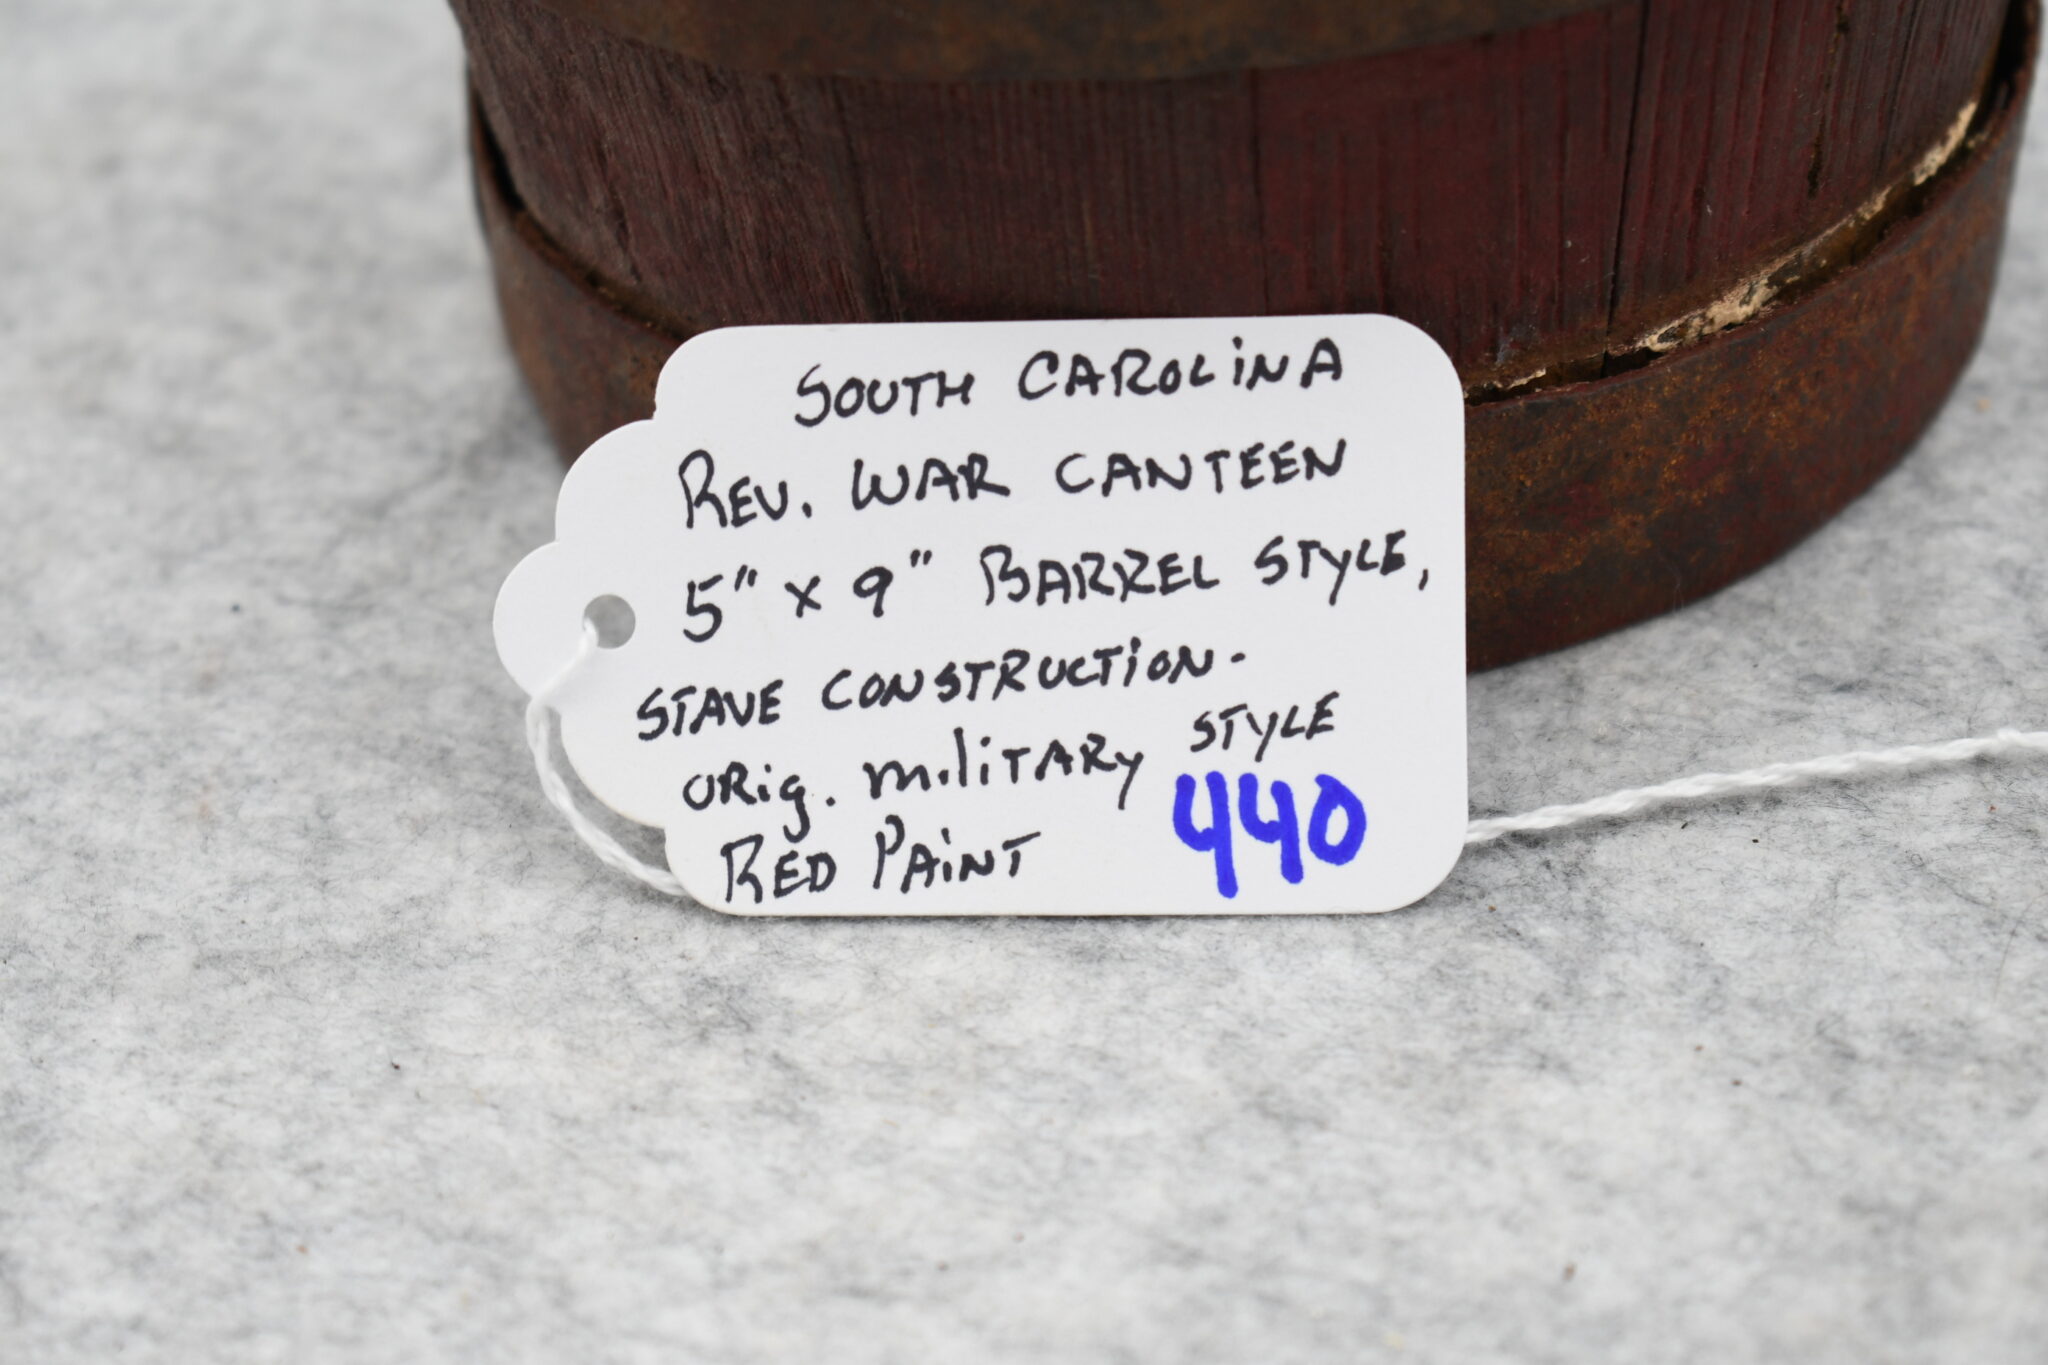 SOUTH CAROLINA
REV. WAR CANTEEN
5" x 9" BARREL STYLE,
STAVE CONSTRUCTION-
ORig. militARy STYLE
RED PAiNT 440